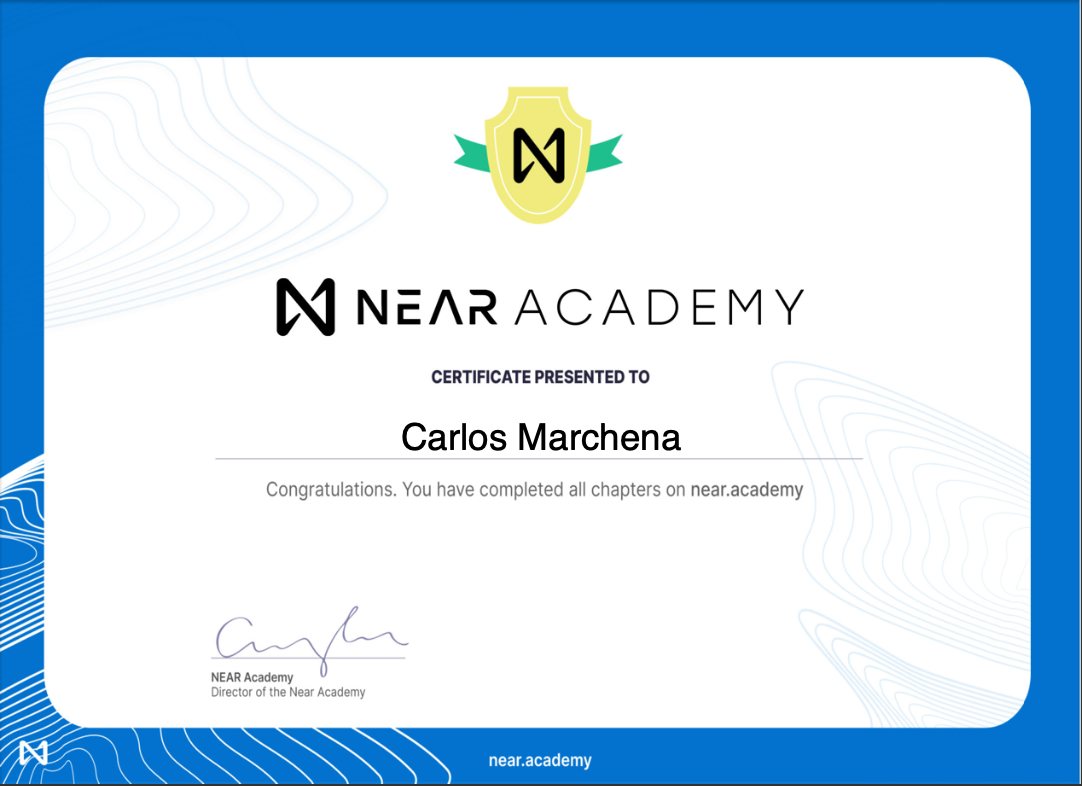 NEAR ACADEMY
CERTIFICATE PRESENTED TO
Carlos Marchena
Congratulations. You have completed all chapters on near.academy
NEAR Academy
Director of the Near Academy
near.academy